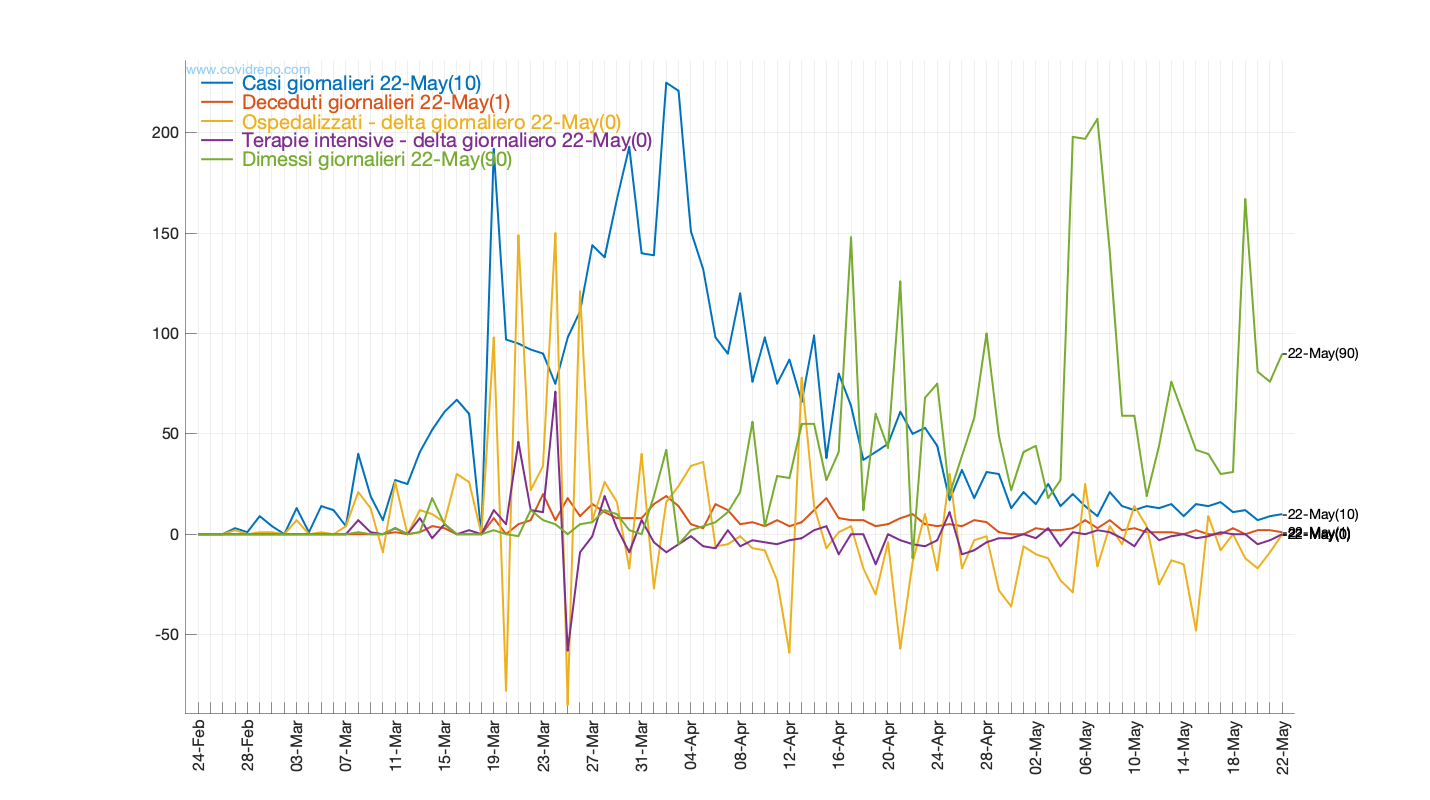 www.covidrepo.com
Casi giornalieri 22-May(10)
Deceduti giornalieri 22-May(1)
Ospedalizzati - delta giornaliero 22-May(0)
Terapie intensive - delta giornaliero 22-May(0)
Dimessi giornalieri 22-May(90)
200
150
100
50
0
-50
22-May(90)
22-May(10)
24-Feb
28-Feb
03-Mar
07-Mar
11-Mar
15-Mar
19-Mar
23-Mar
27-Mar
31-Mar
04-Apr
08-Apr
12-Apr
16-Apr
20-Apr
24-Apr
28-Apr
02-May
06-May
10-May
14-May
18-May
22-May